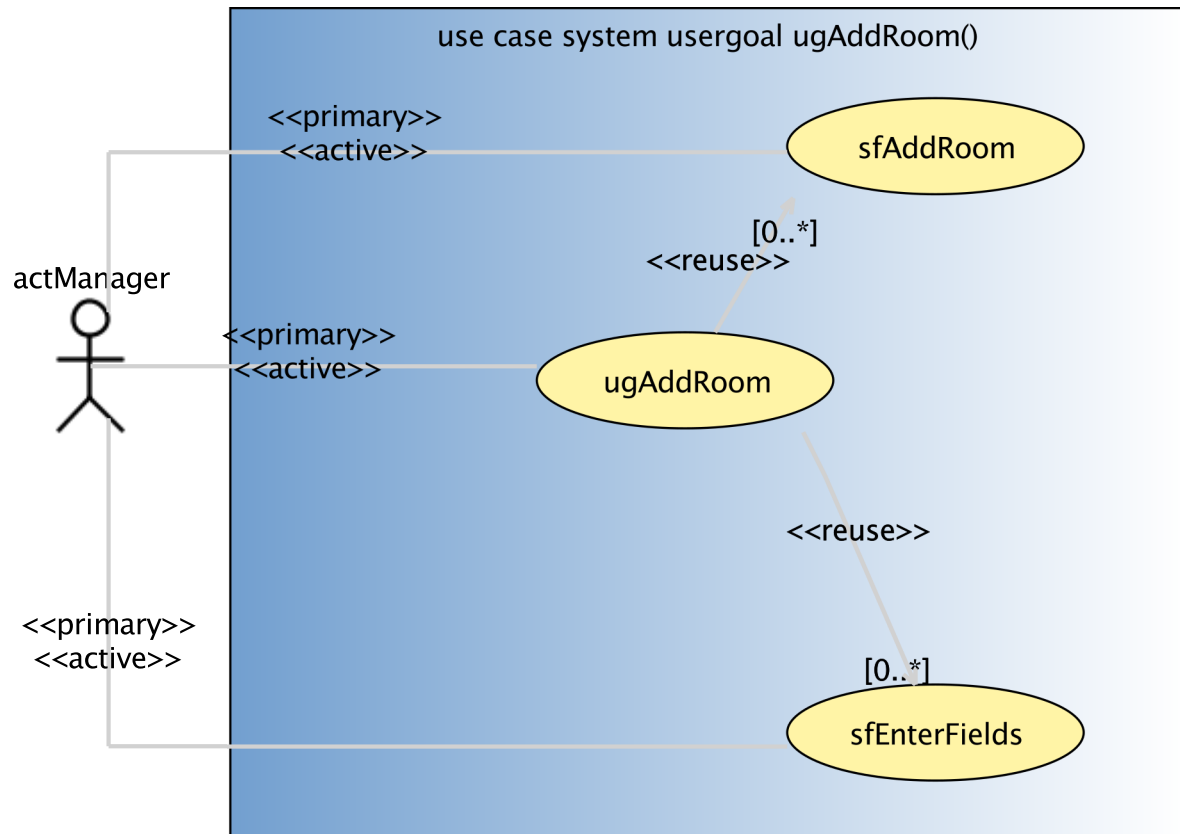 use case system usergoal ugAddRoom()
<<primary>>
<<active>>
sfAddRoom
[0..*]
<<reuse>>
actManager
<<primary>>
<<active>>
ugAddRoom
<<reuse>>
<<primary>>
<<active>>
[0..*]
sfEnterFields